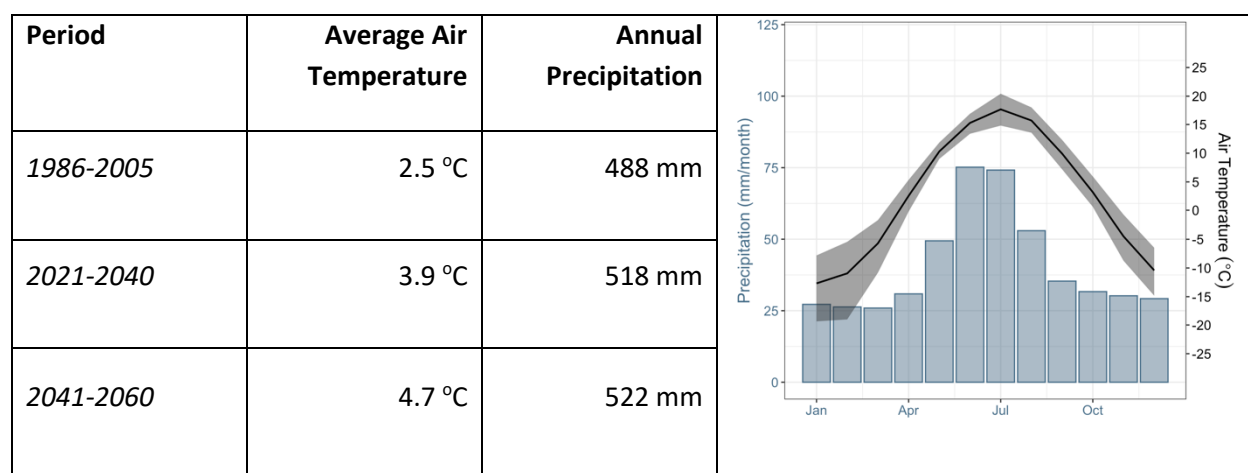 Period
Average Air
Temperature
Annual
Precipitation
1986-2005
2.5 °C
488 mm
2021-2040
3.9 °C
518 mm
2041-2060
4.7 °C
522 mm
Precipitation (mm/month)
125
100
75
50
25
0
Jan
Apr
Jul
Oct
25
20
15
10
5
0
-5
-10
-15
-20
-25
Air Temperature (°C)